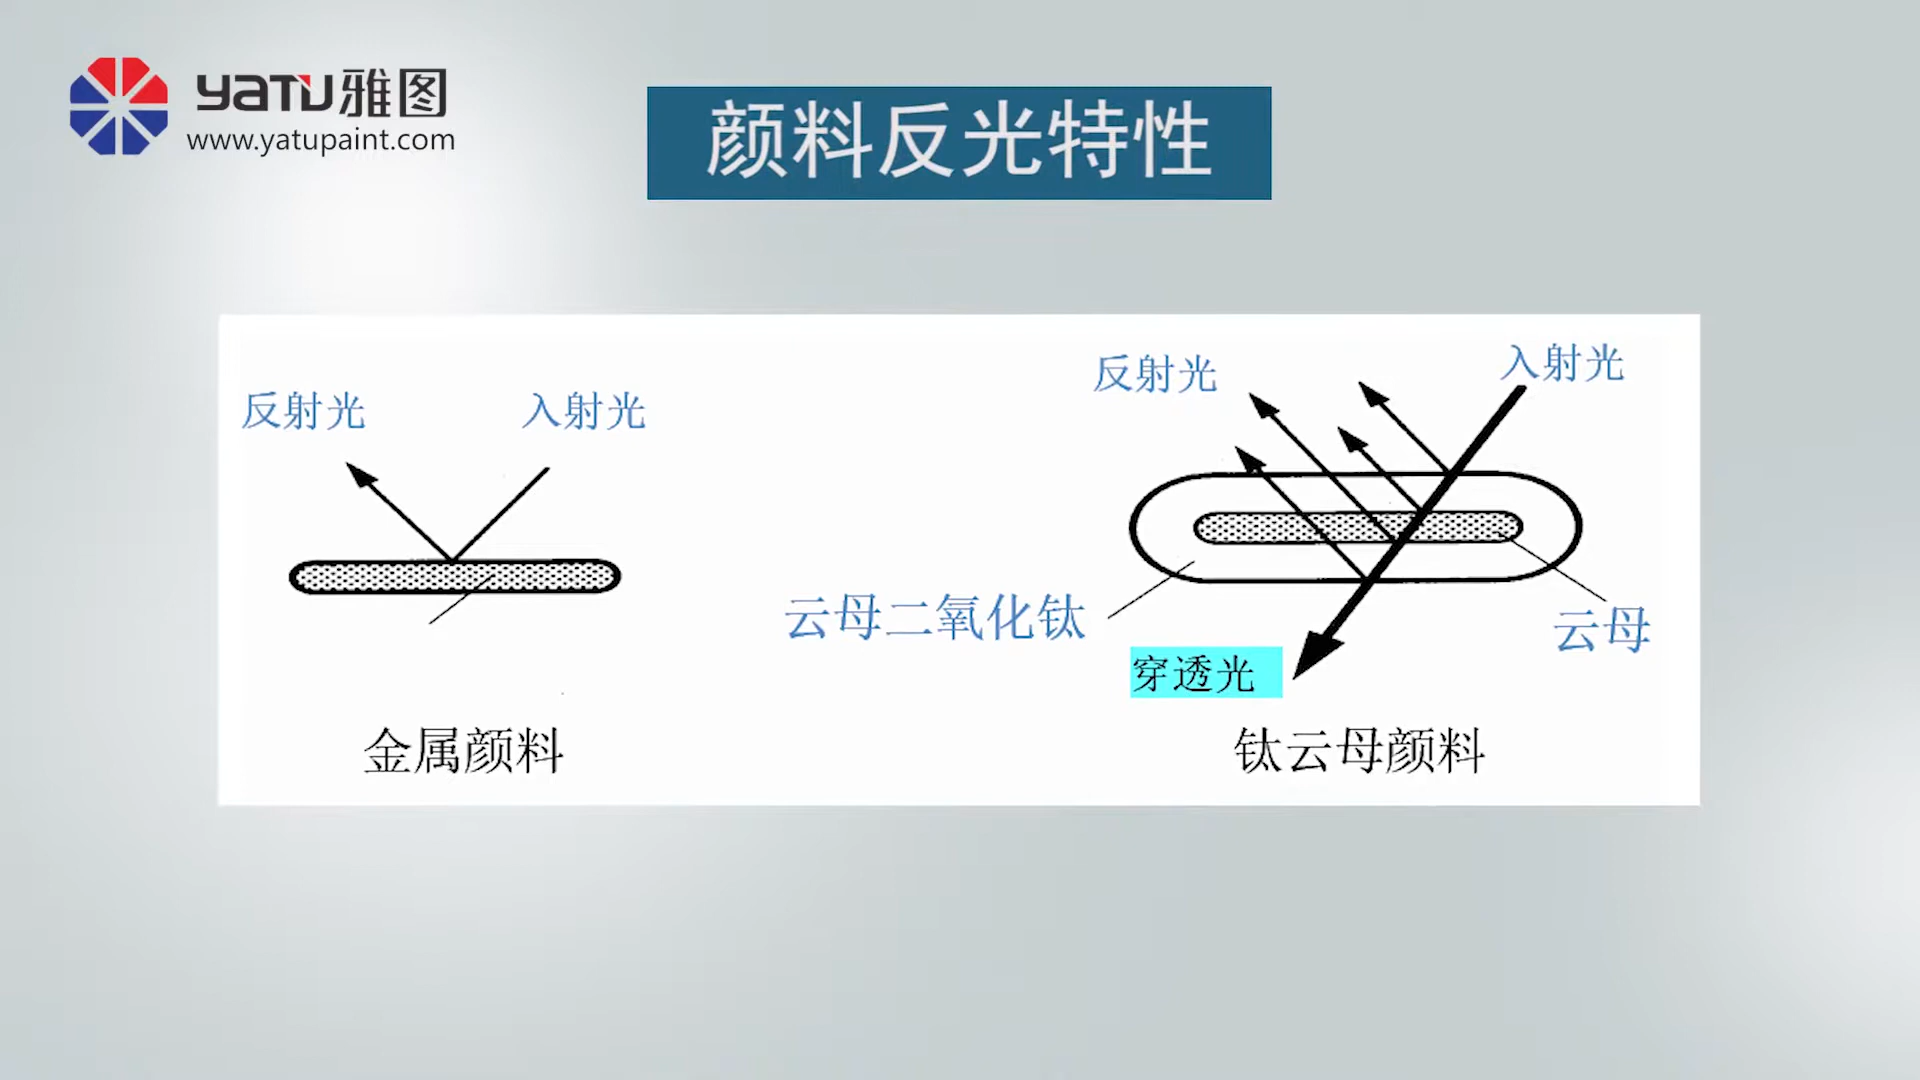 yatu雅图
www.yatupaint.com
颜料反光特性
反射光
入射光
反射光
入射光
云母二氧化钛
云母
穿透光
金属颜料
钛云母颜料